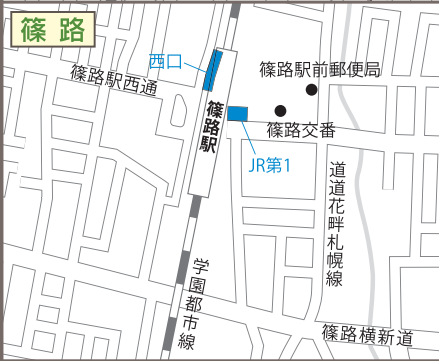 篠路
西口
篠路駅西通
篠路駅前郵便局
篠路駅
篠路交番
JR第1
道道花畔札幌線
学園都市線
篠路横新道